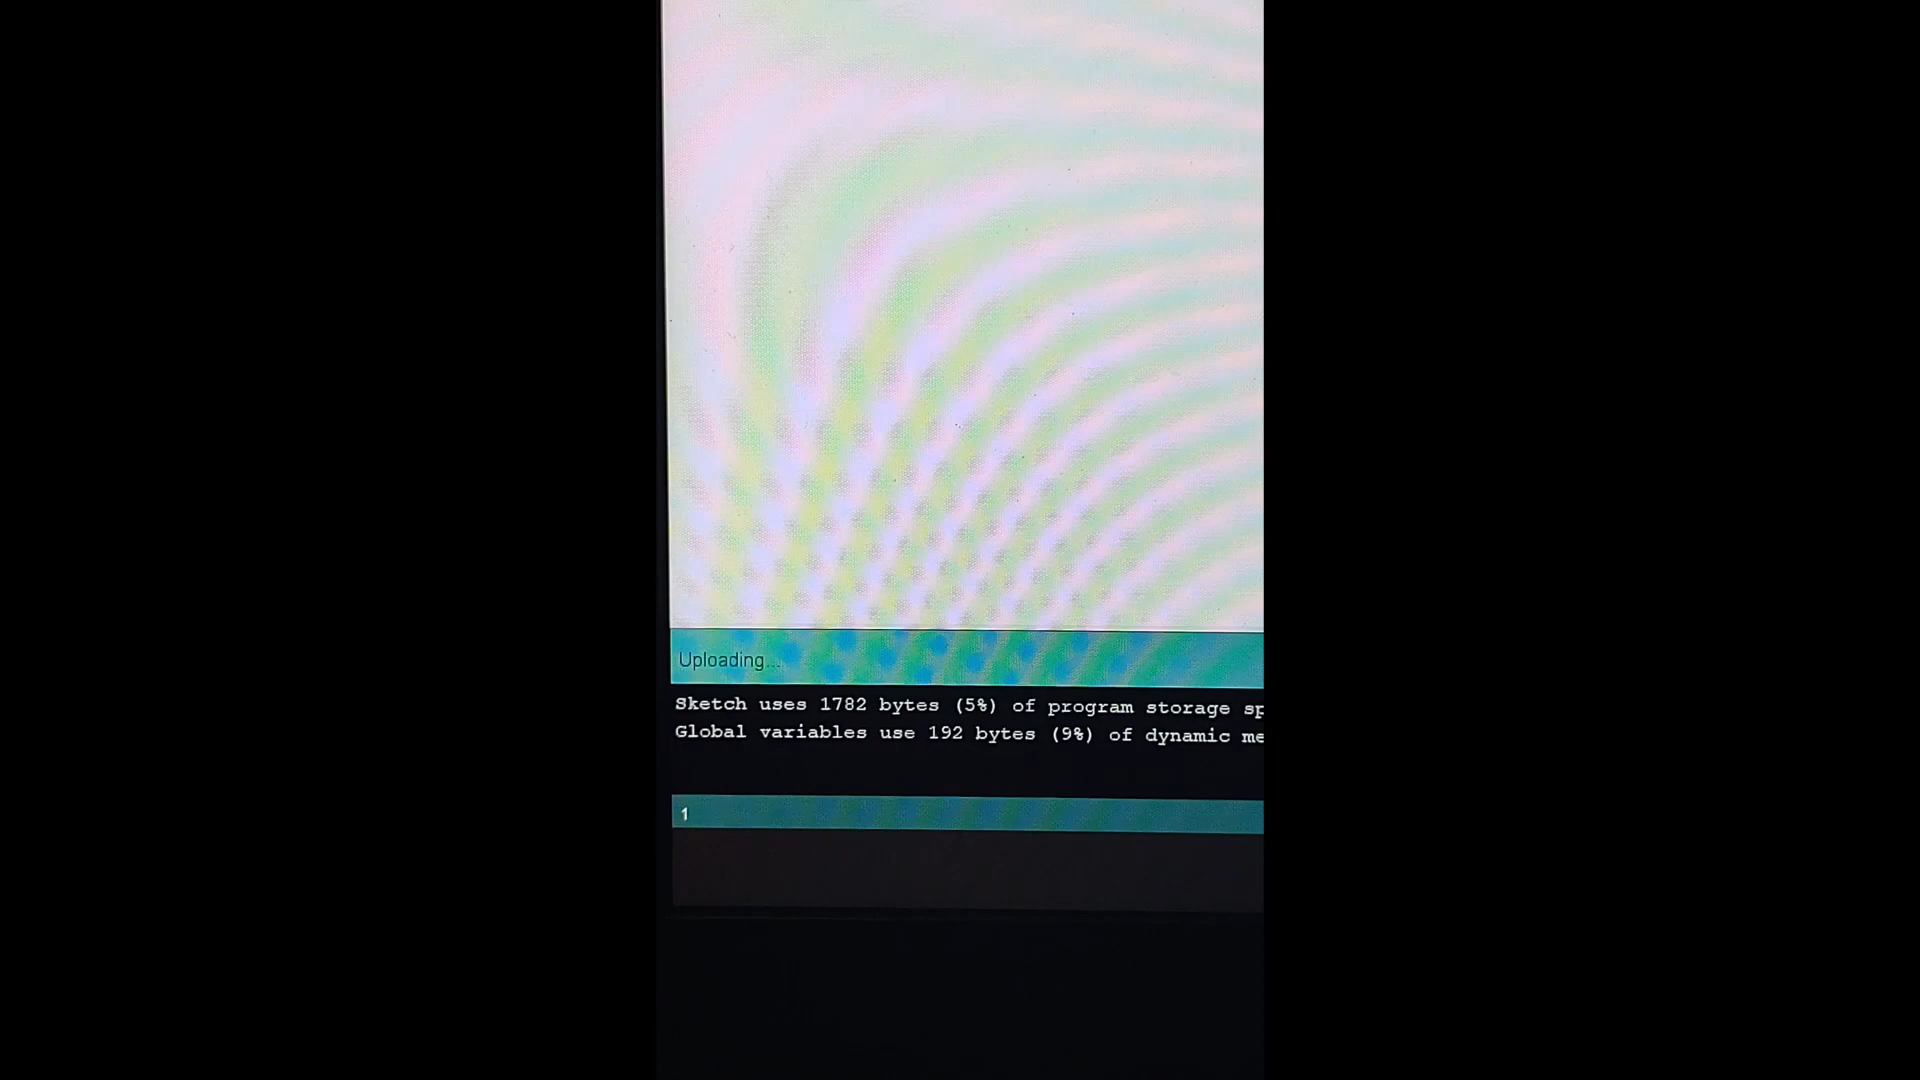 Uploading...
Sketch uses 1782 bytes (5%) of program storage
Global variables use 192 bytes (9%) of dynamic
1